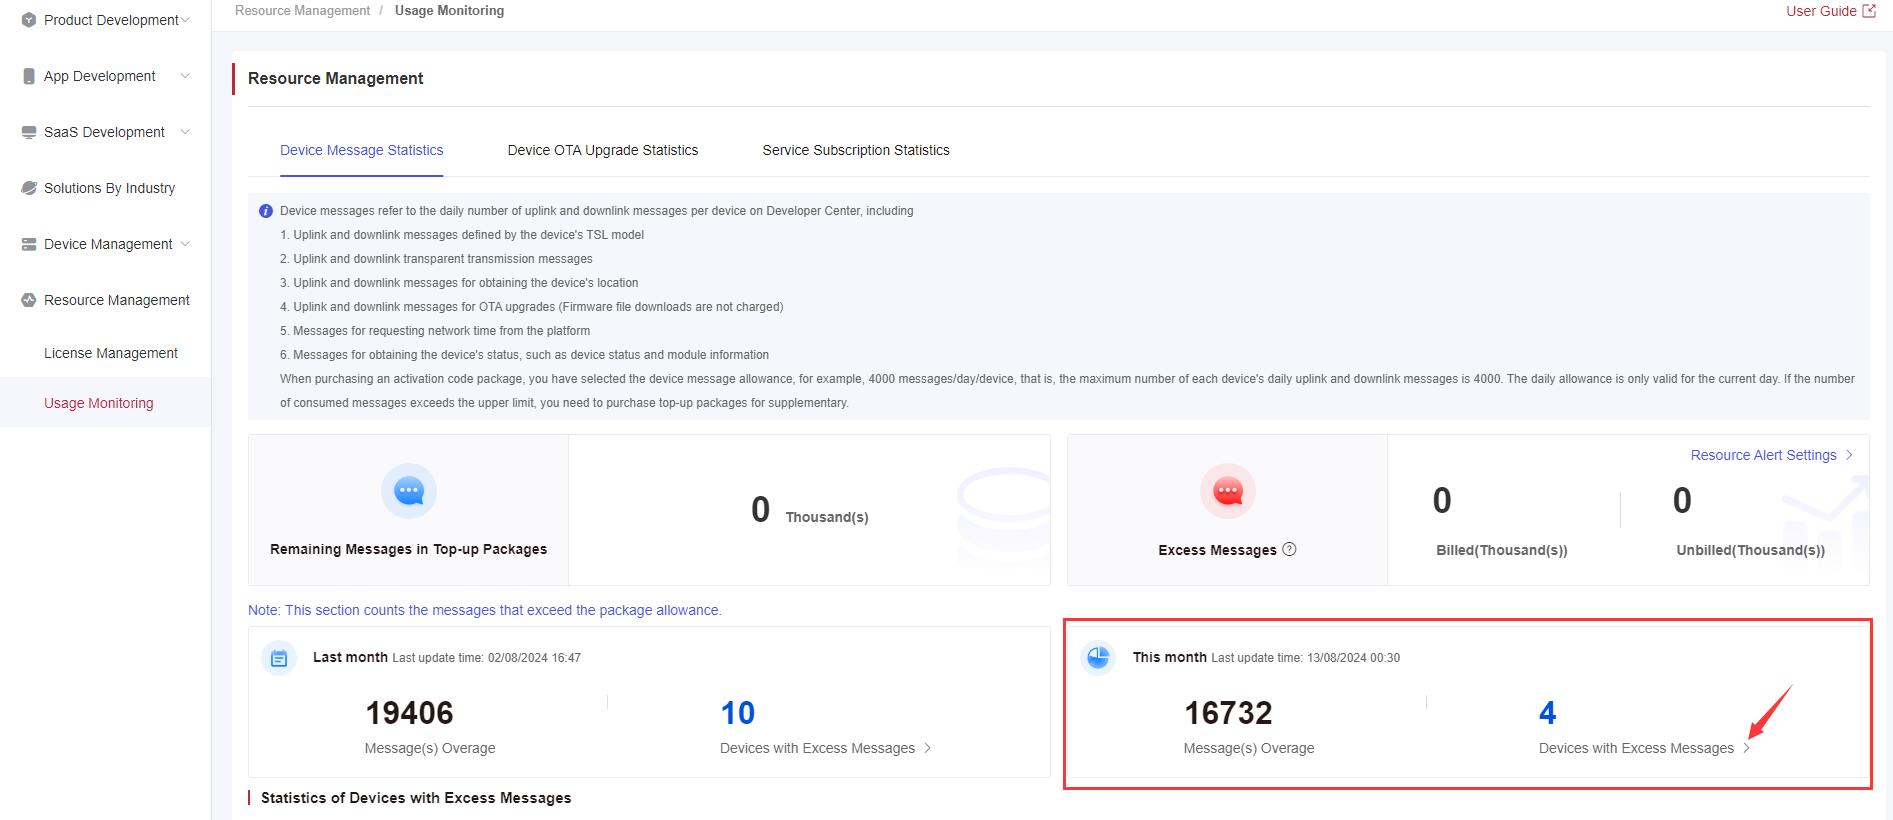 Product Development
App Development
SaaS Development
Solutions By Industry
Device Management
Resource Management
License Management
Usage Monitoring
Resource Management / Usage Monitoring
User Guide
Resource Management
Device Message Statistics
Device OTA Upgrade Statistics
Service Subscription Statistics
Device messages refer to the daily number of uplink and downlink messages per device on Developer Center, including
1. Uplink and downlink messages defined by the device's TSL model
2. Uplink and downlink transparent transmission messages
3. Uplink and downlink messages for obtaining the device's location
4. Uplink and downlink messages for OTA upgrades (Firmware file downloads are not charged)
5. Messages for requesting network time from the platform
6. Messages for obtaining the device's status, such as device status and module information
When purchasing an activation code package, you have selected the device message allowance, for example, 4000 messages/day/device, that is, the maximum number of each device's daily uplink and downlink messages is 4000. The daily allowance is only valid for the current day. If the number
of consumed messages exceeds the upper limit, you need to purchase top-up packages for supplementary.
Remaining Messages in Top-up Packages
0 Thousand(s)
Excess Messages
Resource Alert Settings
0
Billed(Thousand(s))
0
Unbilled(Thousand(s))
Note: This section counts the messages that exceed the package allowance.
Last month Last update time: 02/08/2024 16:47
19406
Message(s) Overage
10
Devices with Excess Messages
This month Last update time: 13/08/2024 00:30
16732
Message(s) Overage
4
Devices with Excess Messages
Statistics of Devices with Excess Messages